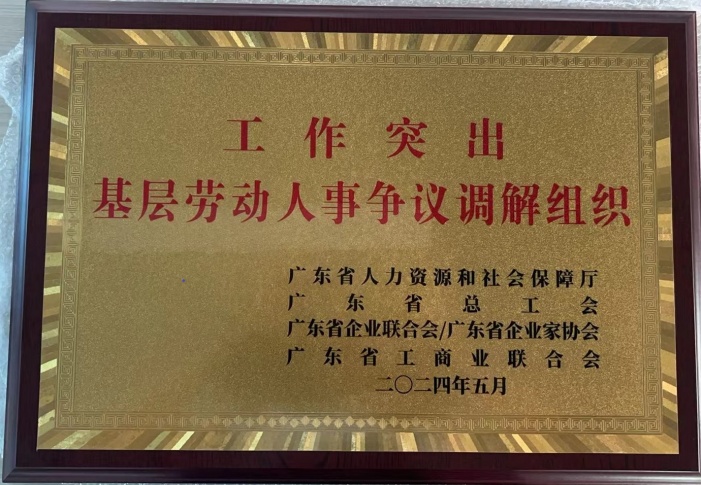 工作突出
基层劳动人事争议调解组织
广东省人力资源和社会保障厅
广东省总工会
广东省企业联合会/广东省企业家协会
广东省工商业联合会
二〇二四年五月